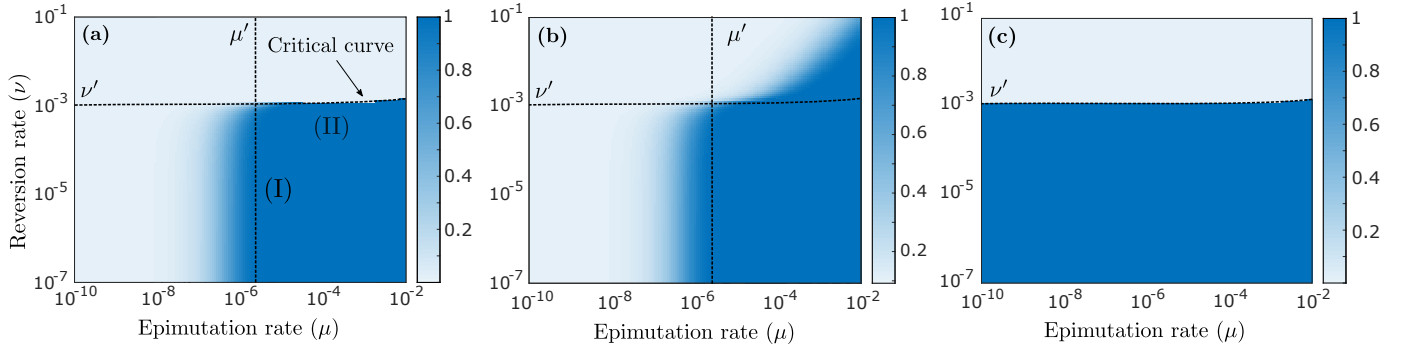 (a)
μ′
Critical curve
ν′
(II)
(I)
Reversion rate (ν)
10⁻¹
10⁻³
10⁻⁵
10⁻⁷
10⁻¹⁰
10⁻⁸
10⁻⁶
10⁻⁴
10⁻²
Epimutation rate (μ)
1
0.8
0.6
0.4
0.2
(b)
μ′
ν′
10⁻¹
10⁻³
10⁻⁵
10⁻⁷
10⁻¹⁰
10⁻⁸
10⁻⁶
10⁻⁴
10⁻²
Epimutation rate (μ)
1
0.8
0.6
0.4
0.2
(c)
ν′
10⁻¹
10⁻³
10⁻⁵
10⁻⁷
10⁻¹⁰
10⁻⁸
10⁻⁶
10⁻⁴
10⁻²
Epimutation rate (μ)
1
0.8
0.6
0.4
0.2